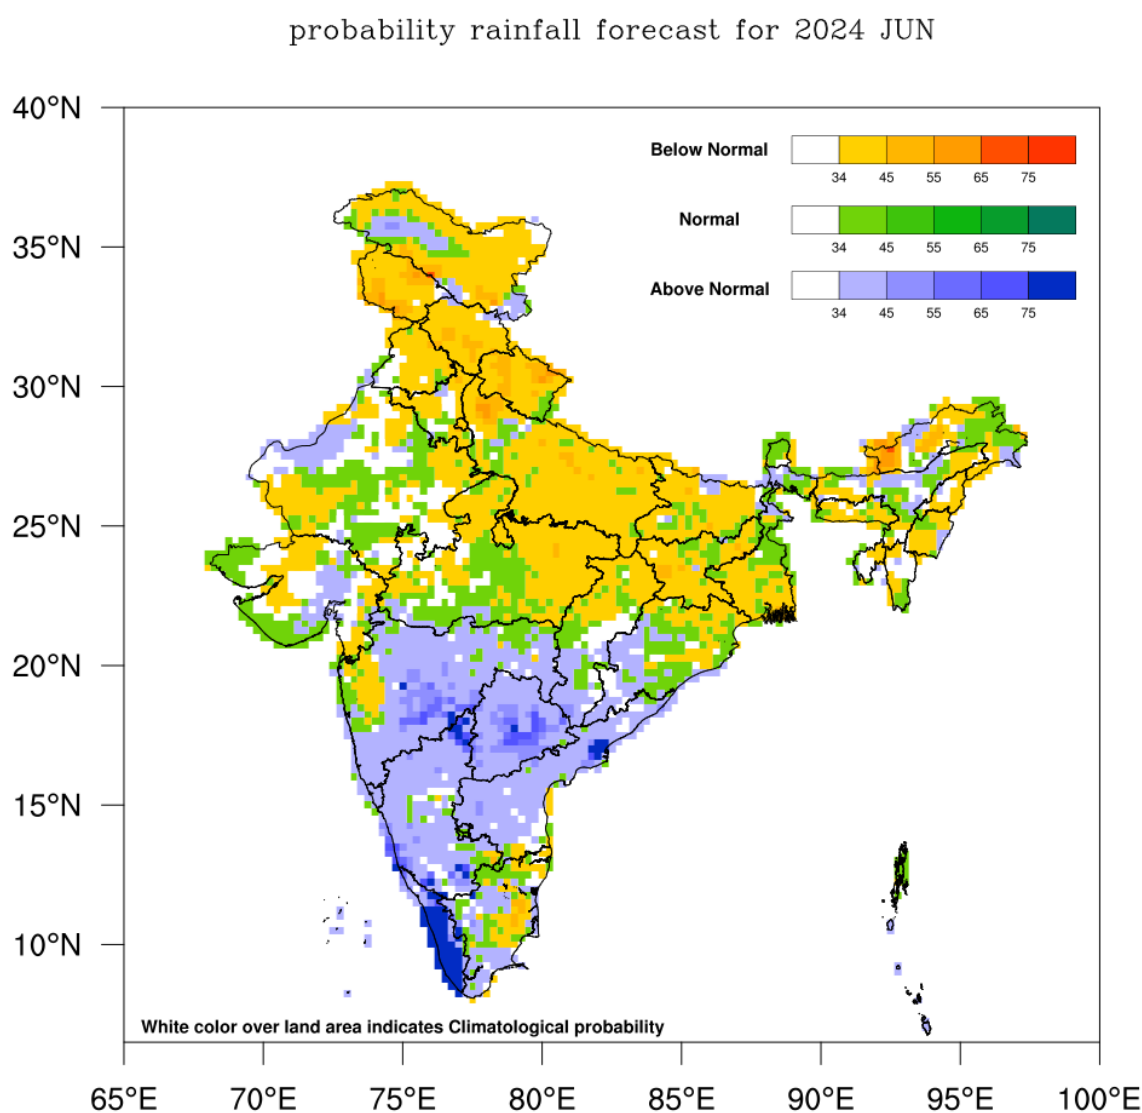 probability rainfall forecast for 2024 JUN
40°N
35°N
30°N
25°N
20°N
15°N
10°N
Below Normal
34 45 55 65 75
Normal
34 45 55 65 75
Above Normal
34 45 55 65 75
White color over land area indicates Climatological probability
65°E 70°E 75°E 80°E 85°E 90°E 95°E 100°E